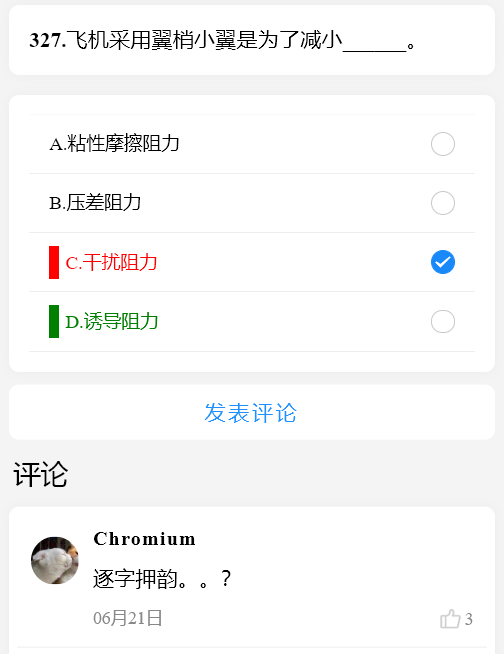 327.飞机采用翼梢小翼是为了减小______。
A.粘性摩擦阻力
B.压差阻力
C.干扰阻力
D.诱导阻力
发表评论
评论
Chromium
逐字押韵。。？
06月21日
3